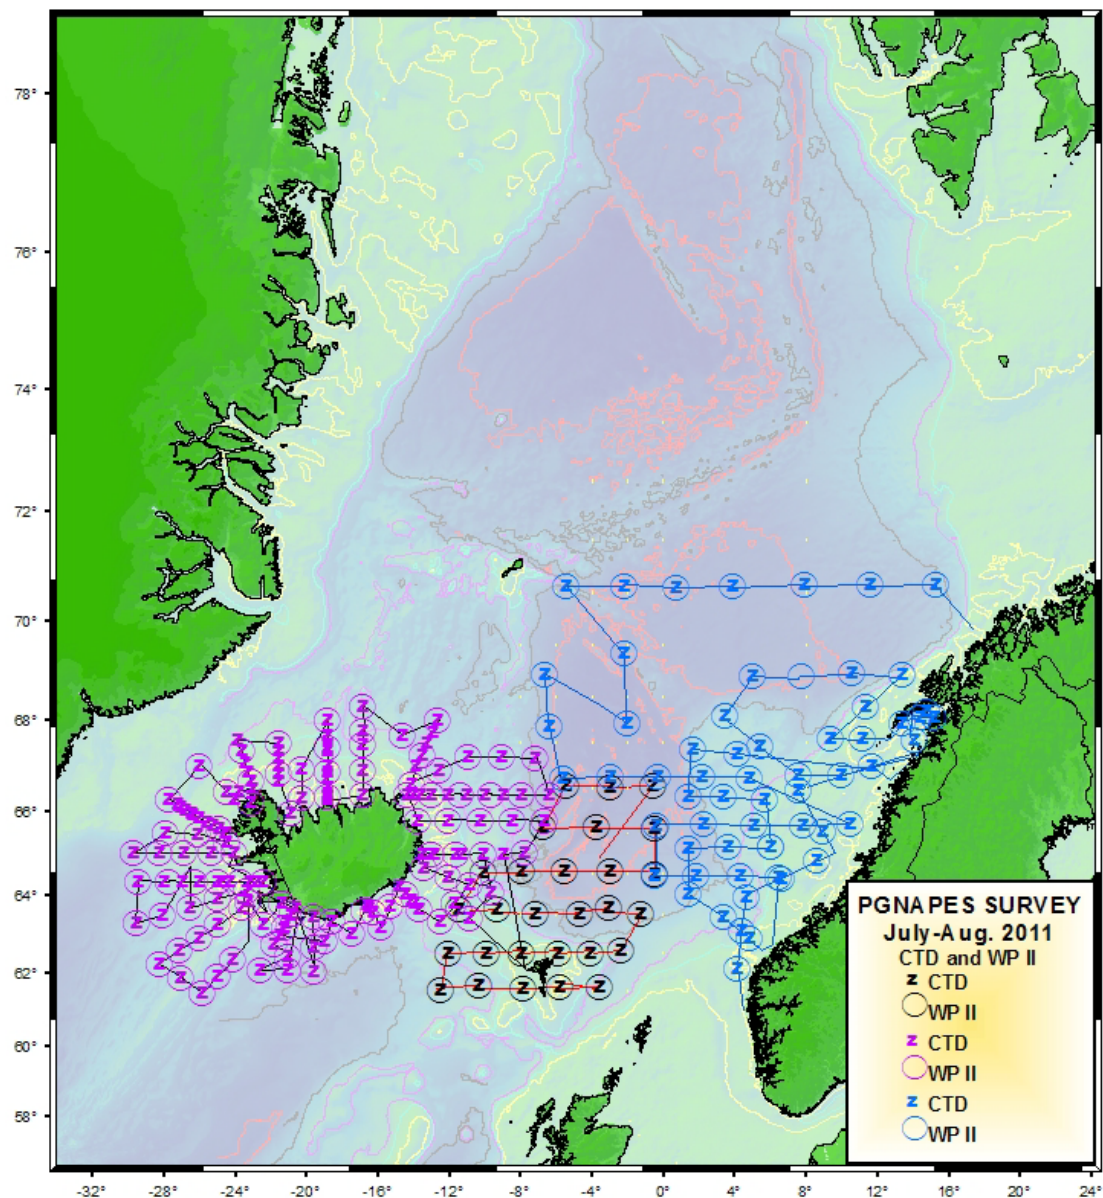 78°
76°
74°
72°
70°
68°
66°
64°
62°
60°
58°
PGNAPES SURVEY
July-Aug. 2011
CTD and WP II
z CTD
WP II
z CTD
WP II
z CTD
WP II
-32° -28° -24° -20° -16° -12° -8° -4° 0° 4° 8° 12° 16° 20° 24°